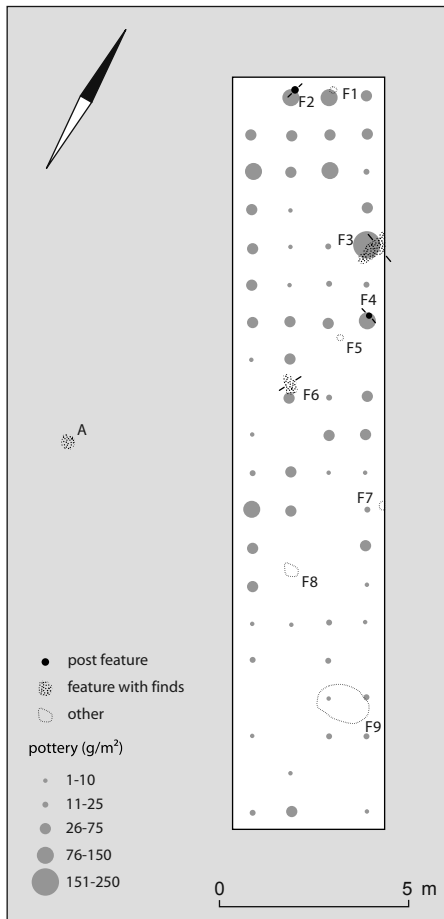 F2
F1
F3
F4
F5
F6
A
F7
F8
post feature
feature with finds
other
F9
pottery (g/m²)
1-10
11-25
26-75
76-150
151-250
0 5 m